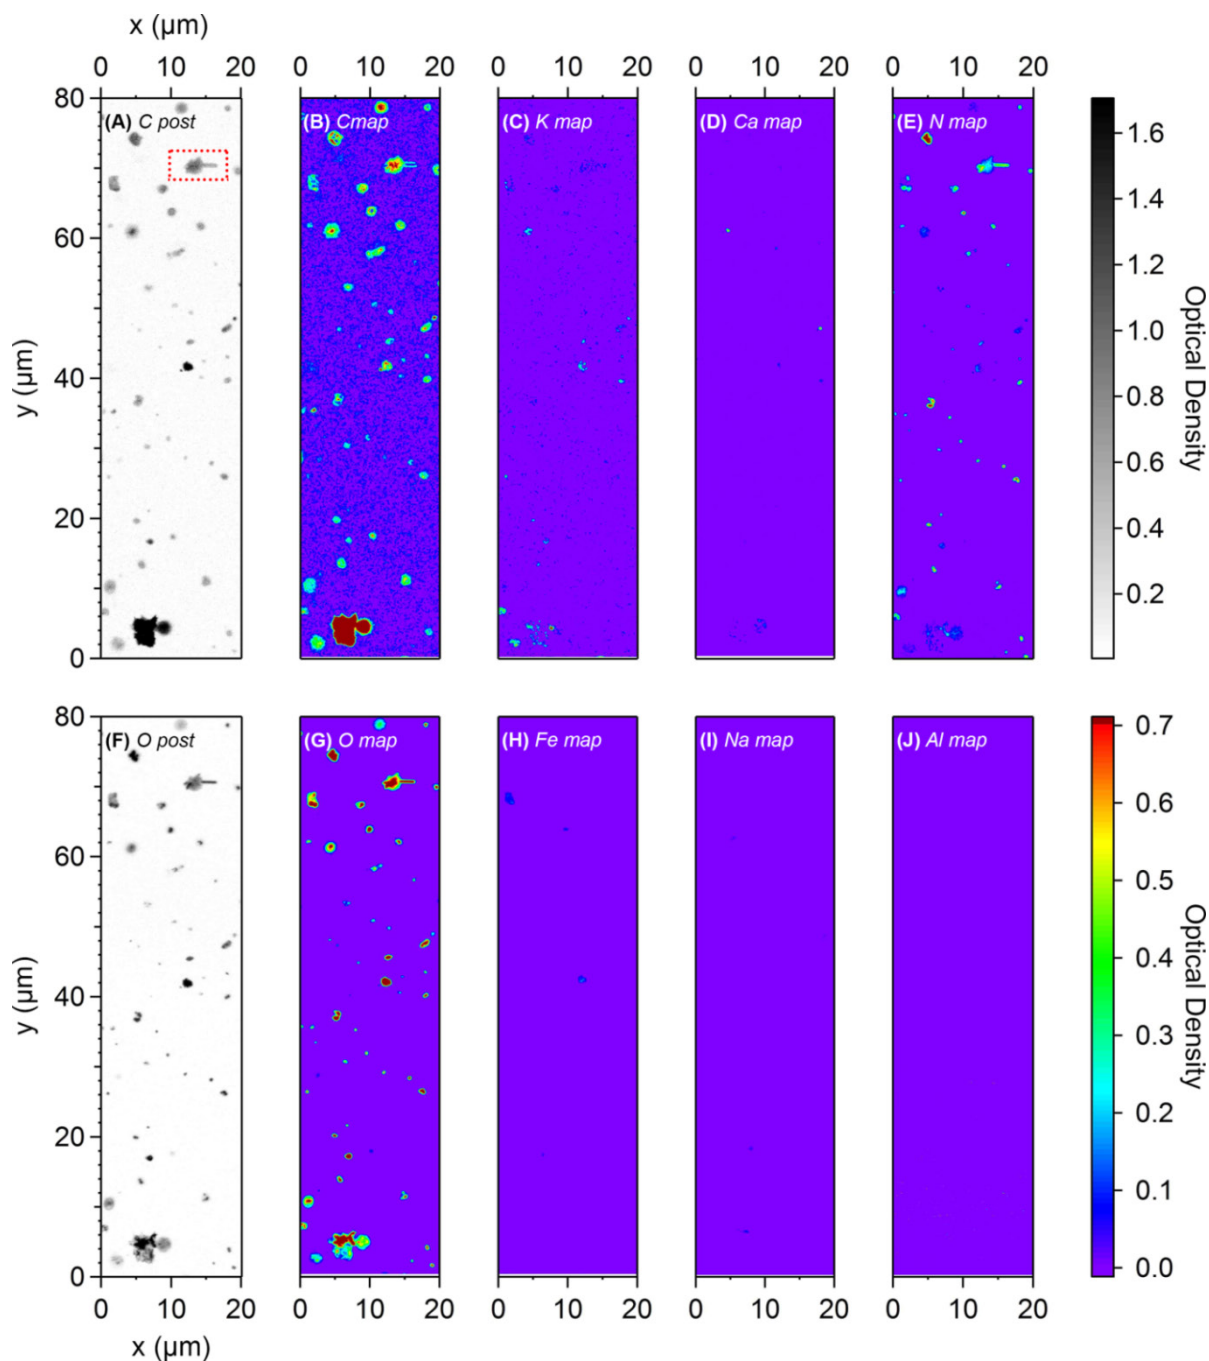 x (µm)
0 10 20 0 10 20 0 10 20 0 10 20 0 10 20
80
60
40
20
0
y (µm)
(A) C post
(B) Cmap
(C) K map
(D) Ca map
(E) N map
1.6
1.4
1.2
1.0
0.8
0.6
0.4
0.2
Optical Density
80
60
40
20
0
y (µm)
(F) O post
(G) O map
(H) Fe map
(I) Na map
(J) Al map
0.7
0.6
0.5
0.4
0.3
0.2
0.1
0.0
Optical Density
0 10 20 0 10 20 0 10 20 0 10 20 0 10 20
x (µm)